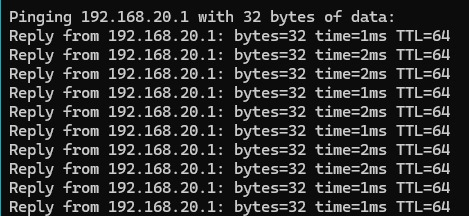 Pinging 192.168.20.1 with 32 bytes of data:
Reply from 192.168.20.1: bytes=32 time=1ms TTL=64
Reply from 192.168.20.1: bytes=32 time=2ms TTL=64
Reply from 192.168.20.1: bytes=32 time=2ms TTL=64
Reply from 192.168.20.1: bytes=32 time=1ms TTL=64
Reply from 192.168.20.1: bytes=32 time=2ms TTL=64
Reply from 192.168.20.1: bytes=32 time=1ms TTL=64
Reply from 192.168.20.1: bytes=32 time=2ms TTL=64
Reply from 192.168.20.1: bytes=32 time=2ms TTL=64
Reply from 192.168.20.1: bytes=32 time=1ms TTL=64
Reply from 192.168.20.1: bytes=32 time=1ms TTL=64